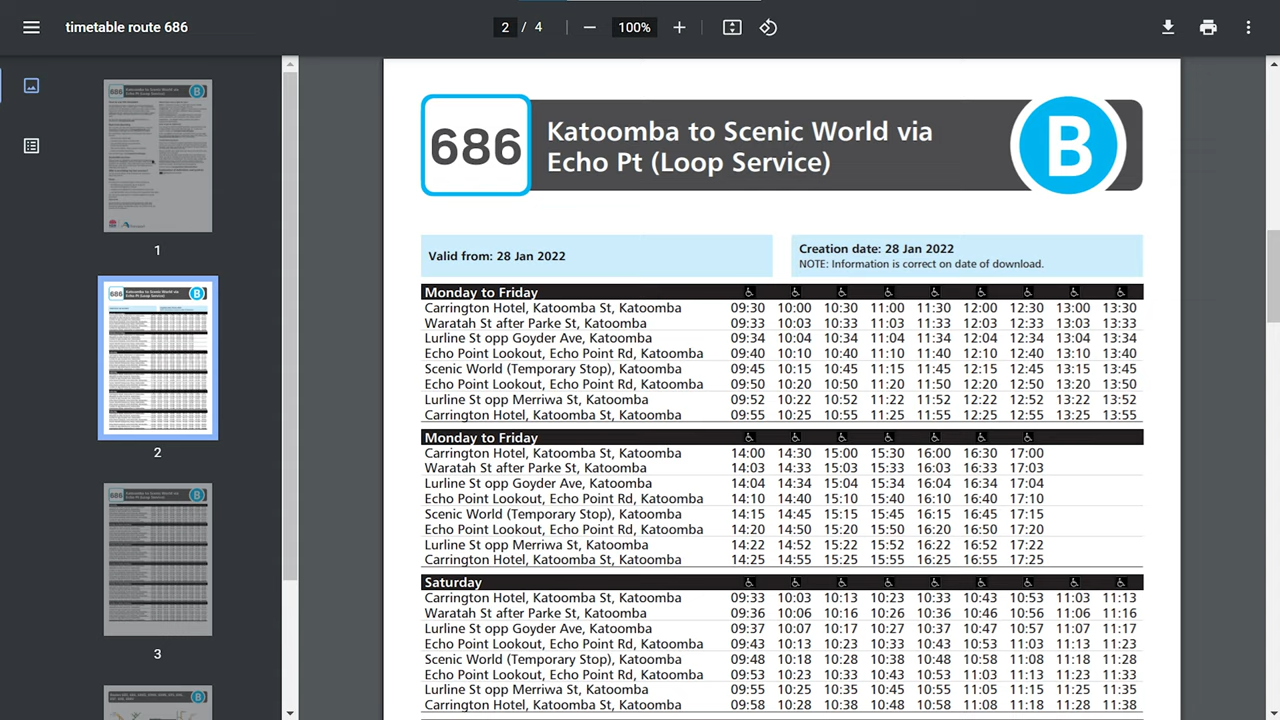 timetable route 686
2 / 4
100%
1
2
3
686
Katoomba to Scenic World via
Echo Pt (Loop Service)
B
Valid from: 28 Jan 2022
Creation date: 28 Jan 2022
NOTE: Information is correct on date of download.
Monday to Friday
Carrington Hotel, Katoomba St, Katoomba 09:30 10:00 10:30 11:00 11:30 12:00 12:30 13:00 13:30
Waratah St after Parke St, Katoomba 09:33 10:03 10:33 11:03 11:33 12:03 12:33 13:03 13:33
Lurline St opp Goyder Ave, Katoomba 09:34 10:04 10:34 11:04 11:34 12:04 12:34 13:04 13:34
Echo Point Lookout, Echo Point Rd, Katoomba 09:40 10:10 10:40 11:10 11:40 12:10 12:40 13:10 13:40
Scenic World (Temporary Stop), Katoomba 09:45 10:15 10:45 11:15 11:45 12:15 12:45 13:15 13:45
Echo Point Lookout, Echo Point Rd, Katoomba 09:50 10:20 10:50 11:20 11:50 12:20 12:50 13:20 13:50
Lurline St opp Merriwa St, Katoomba 09:52 10:22 10:52 11:22 11:52 12:22 12:52 13:22 13:52
Carrington Hotel, Katoomba St, Katoomba 09:55 10:25 10:55 11:25 11:55 12:25 12:55 13:25 13:55
Monday to Friday
Carrington Hotel, Katoomba St, Katoomba 14:00 14:30 15:00 15:30 16:00 16:30 17:00
Waratah St after Parke St, Katoomba 14:03 14:33 15:03 15:33 16:03 16:33 17:03
Lurline St opp Goyder Ave, Katoomba 14:04 14:34 15:04 15:34 16:04 16:34 17:04
Echo Point Lookout, Echo Point Rd, Katoomba 14:10 14:40 15:10 15:40 16:10 16:40 17:10
Scenic World (Temporary Stop), Katoomba 14:15 14:45 15:15 15:45 16:15 16:45 17:15
Echo Point Lookout, Echo Point Rd, Katoomba 14:20 14:50 15:20 15:50 16:20 16:50 17:20
Lurline St opp Merriwa St, Katoomba 14:22 14:52 15:22 15:52 16:22 16:52 17:22
Carrington Hotel, Katoomba St, Katoomba 14:25 14:55 15:25 15:55 16:25 16:55 17:25
Saturday
Carrington Hotel, Katoomba St, Katoomba 09:33 10:03 10:13 10:23 10:33 10:43 10:53 11:03 11:13
Waratah St after Parke St, Katoomba 09:36 10:06 10:16 10:26 10:36 10:46 10:56 11:06 11:16
Lurline St opp Goyder Ave, Katoomba 09:37 10:07 10:17 10:27 10:37 10:47 10:57 11:07 11:17
Echo Point Lookout, Echo Point Rd, Katoomba 09:43 10:13 10:23 10:33 10:43 10:53 11:03 11:13 11:23
Scenic World (Temporary Stop), Katoomba 09:48 10:18 10:28 10:38 10:48 10:58 11:08 11:18 11:28
Echo Point Lookout, Echo Point Rd, Katoomba 09:53 10:23 10:33 10:43 10:53 11:03 11:13 11:23 11:33
Lurline St opp Merriwa St, Katoomba 09:55 10:25 10:35 10:45 10:55 11:05 11:15 11:25 11:35
Carrington Hotel, Katoomba St, Katoomba 09:58 10:28 10:38 10:48 10:58 11:08 11:18 11:28 11:38